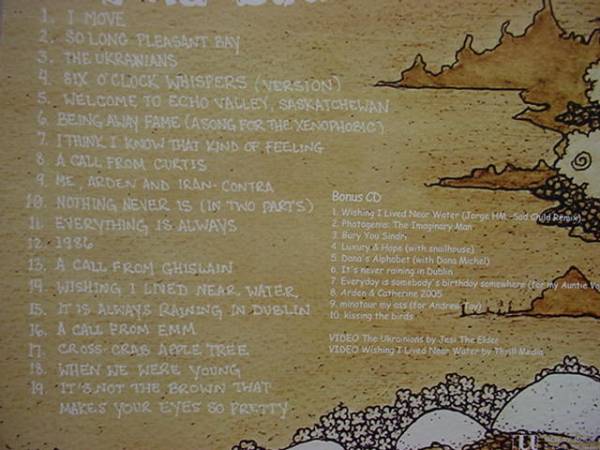 1. I MOVE
2. SO LONG PLEASANT BAY
3. THE UKRANIANS
4. SIX O'CLOCK WHISPERS (VERSION)
5. WELCOME TO ECHO VALLEY, SASKATCHEWAN
6. BEING AWAY FAME (A SONG FOR THE XENOPHOBIC)
7. I THINK I KNOW THAT KIND OF FEELING
8. A CALL FROM CURTIS
9. ME, ARDEN AND IRAN-CONTRA
10. NOTHING NEVER IS (IN TWO PARTS)
11. EVERYTHING IS ALWAYS
12. 1986
13. A CALL FROM GHISLAIN
14. WISHING I LIVED NEAR WATER
15. IT IS ALWAYS RAINING IN DUBLIN
16. A CALL FROM EMM
17. CROSS-CRAB APPLE TREE
18. WHEN WE WERE YOUNG
19. IT'S NOT THE BROWN THAT
MAKES YOUR EYES SO PRETTY
Bonus CD
1. Wishing I Lived Near Water (Jorge HM- Sad Child Remix)
2. Photogenia: The Imaginary Man
3. Bury You Sindri
4. Luxury & Hope (with snailhouse)
5. Dana's Alphabet (with Dana Michel)
6. It's never raining in Dublin
7. Everyday is somebody's birthday somewhere (for my Auntie
8. Arden & Catherine 2005
9. minotaur my ass (for Andrew
10. kissing the birds
VIDEO The Ukranians by Jesi The Elder
VIDEO Wishing I Lived Near Water by Thrill Media